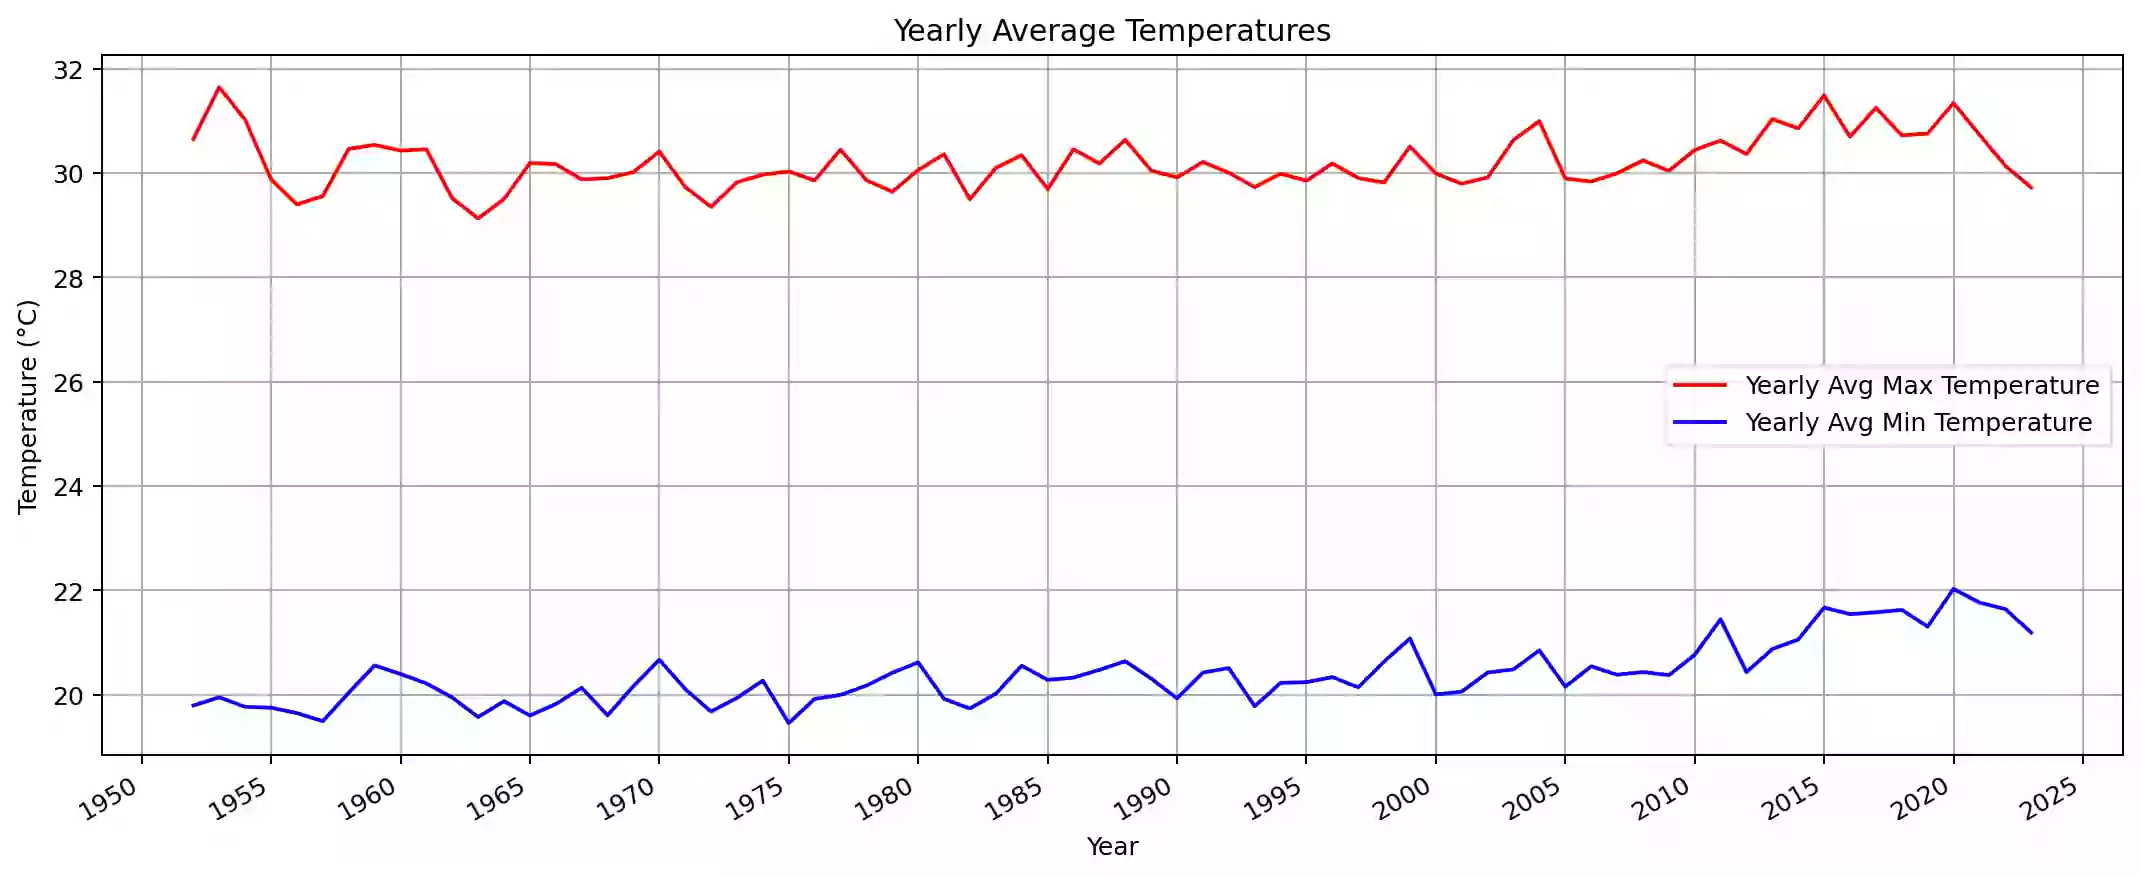 Yearly Average Temperatures
32
30
28
26
24
22
20
Temperature (°C)
Yearly Avg Max Temperature
Yearly Avg Min Temperature
1950 1955 1960 1965 1970 1975 1980 1985 1990 1995 2000 2005 2010 2015 2020 2025
Year